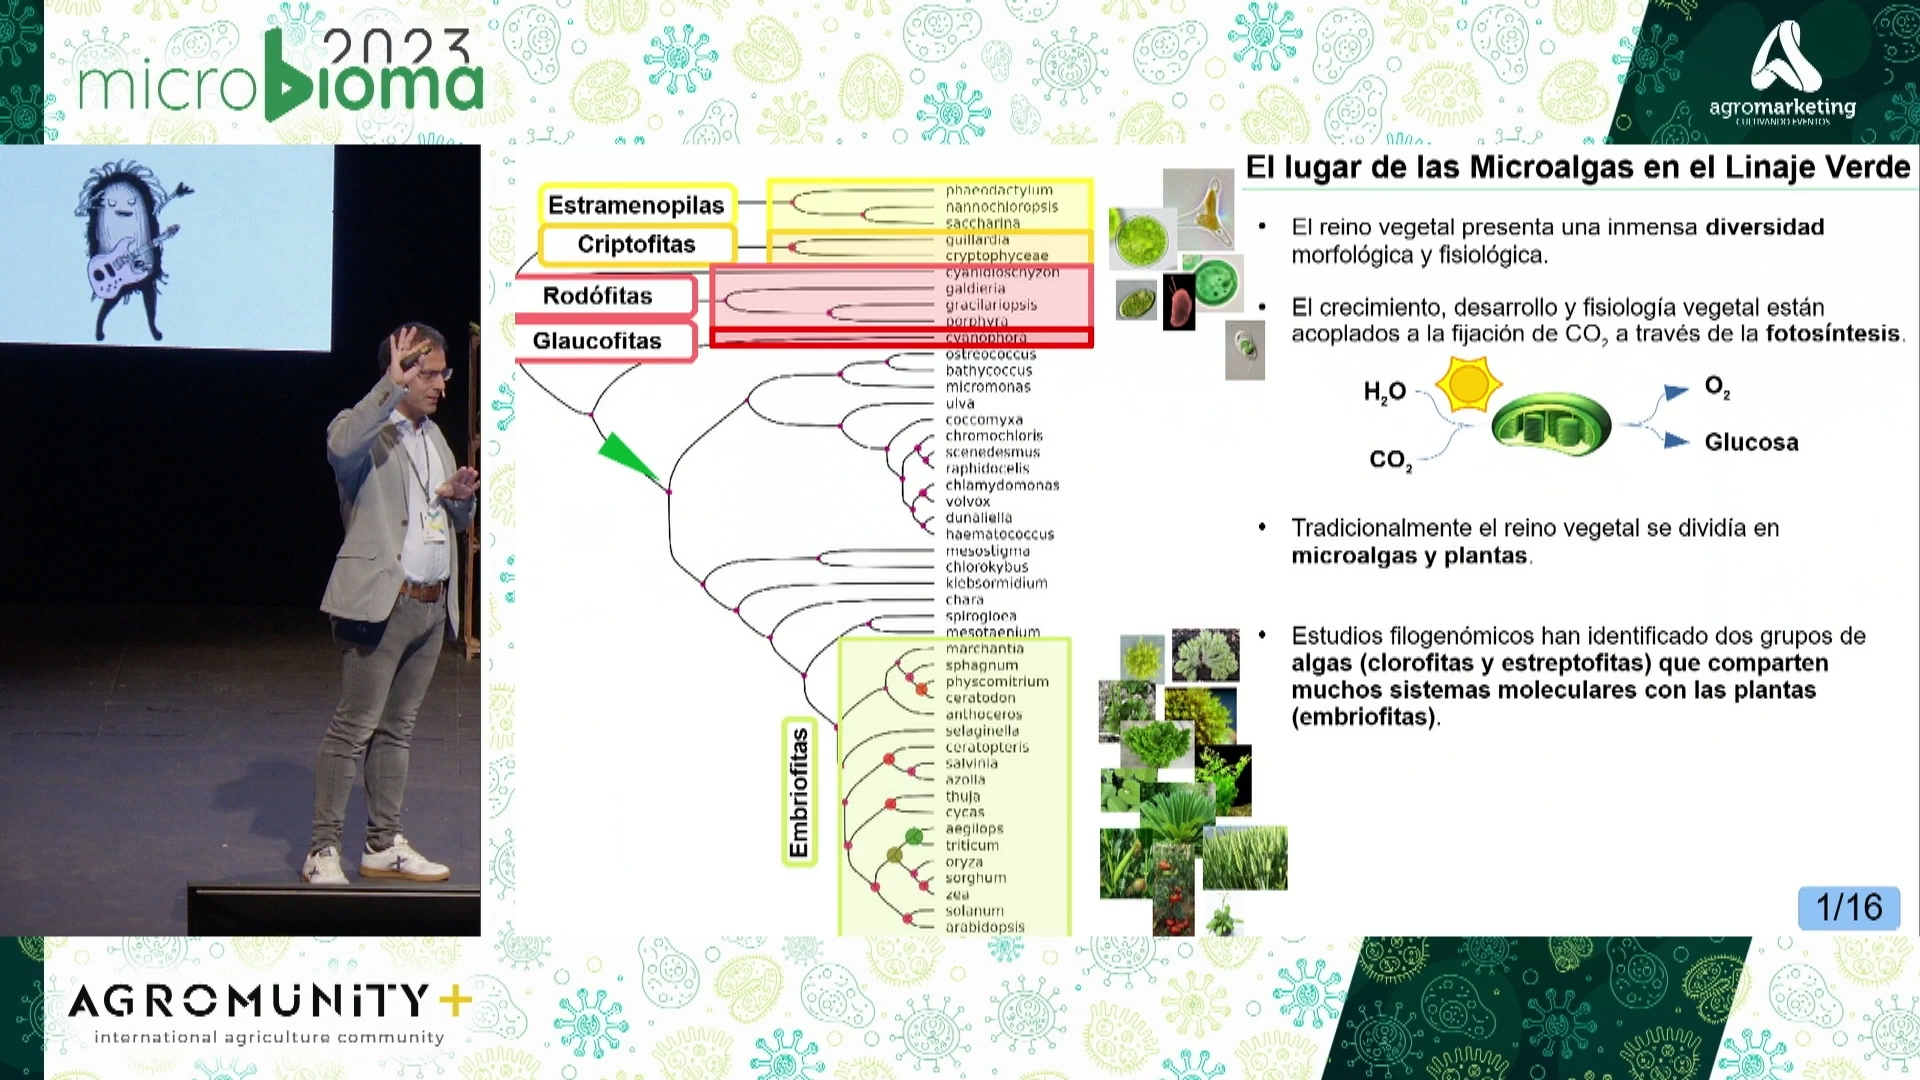 2023
microbioma
agromarketing
CULTIVANDO EVENTOS
El lugar de las Microalgas en el Linaje Verde
Estramenopilas
Criptofitas
Rodófitas
Glaucofitas
Embriofitas
phaeodactylum
nannochloropsis
saccharina
guillardia
cryptophyceae
cyanidioschyzon
galdieria
gracilariopsis
porphyra
cyanophora
ostreococcus
bathycoccus
micromonas
ulva
coccomyxa
chromochloris
scenedesmus
raphidocelis
chlamydomonas
volvox
dunaliella
haematococcus
mesostigma
chlorokybus
klebsormidium
chara
spirogloea
mesotaenium
marchantia
sphagnum
physcomitrium
ceratodon
anthoceros
selaginella
ceratopteris
salvinia
azolla
thuja
cycas
aegilops
triticum
oryza
sorghum
zea
solanum
arabidopsis
• El reino vegetal presenta una inmensa diversidad
morfológica y fisiológica.
• El crecimiento, desarrollo y fisiología vegetal están
acoplados a la fijación de CO₂ a través de la fotosíntesis.
H₂O
CO₂
O₂
Glucosa
• Tradicionalmente el reino vegetal se dividía en
microalgas y plantas.
• Estudios filogenómicos han identificado dos grupos de
algas (clorofitas y estreptofitas) que comparten
muchos sistemas moleculares con las plantas
(embriofitas).
1/16
AGROMUNITY+
international agriculture community